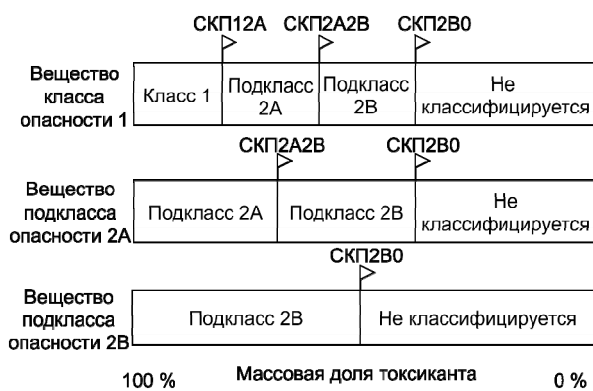 СКП12А СКП2А2В СКП2В0
Вещество
класса
опасности 1
Класс 1
Подкласс
2А
Подкласс
2В
Не
классифицируется
СКП2А2В СКП2В0
Вещество
подкласса
опасности 2А
Подкласс 2А
Подкласс 2В
Не
классифицируется
СКП2В0
Вещество
подкласса
опасности 2В
Подкласс 2В
Не классифицируется
100 % Массовая доля токсиканта 0 %